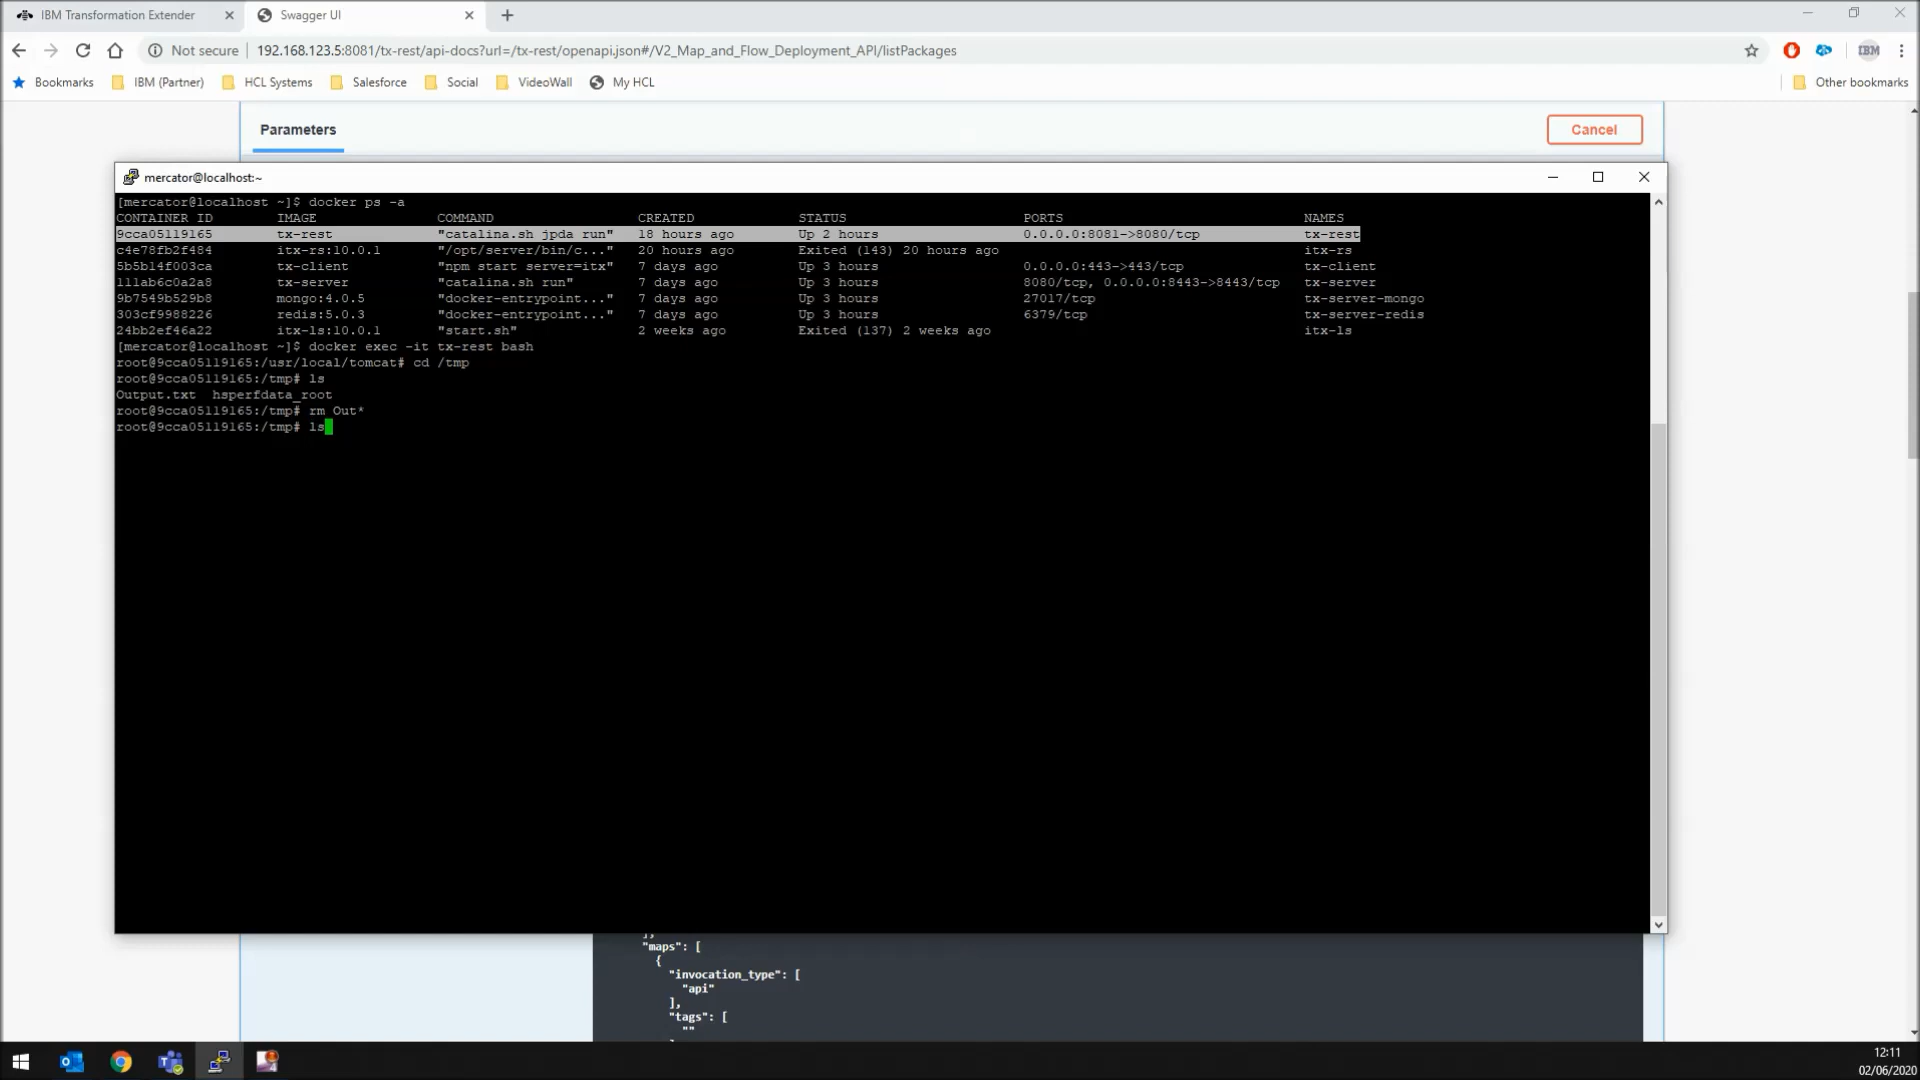 IBM Transformation Extender
Swagger UI
Not secure
192.168.123.5:8081/tx-rest/api-docs?url=/tx-rest/openapi.json#/V2_Map_and_Flow_Deployment_API/listPackages
IBM
Bookmarks
IBM (Partner)
HCL Systems
Salesforce
Social
VideoWall
My HCL
Other bookmarks
Parameters
Cancel
mercator@localhost:~
[mercator@localhost ~]$ docker ps -a
CONTAINER ID IMAGE COMMAND CREATED STATUS PORTS NAMES
9cca05119165 tx-rest "catalina.sh jpda run" 18 hours ago Up 2 hours 0.0.0.0:8081->8080/tcp tx-rest
c4e78fb2f484 itx-rs:10.0.1 "/opt/server/bin/c..." 20 hours ago Exited (143) 20 hours ago itx-rs
5b5b14f003ca tx-client "npm start server=itx" 7 days ago Up 3 hours 0.0.0.0:443->443/tcp tx-client
111ab6c0a2a8 tx-server "catalina.sh run" 7 days ago Up 3 hours 8080/tcp, 0.0.0.0:8443->8443/tcp tx-server
9b7549b529b8 mongo:4.0.5 "docker-entrypoint..." 7 days ago Up 3 hours 27017/tcp tx-server-mongo
303cf9988226 redis:5.0.3 "docker-entrypoint..." 7 days ago Up 3 hours 6379/tcp tx-server-redis
24bb2ef46a22 itx-ls:10.0.1 "start.sh" 2 weeks ago Exited (137) 2 weeks ago itx-ls
[mercator@localhost ~]$ docker exec -it tx-rest bash
root@9cca05119165:/usr/local/tomcat# cd /tmp
root@9cca05119165:/tmp# ls
Output.txt hsperfdata_root
root@9cca05119165:/tmp# rm Out*
root@9cca05119165:/tmp# ls
],
"maps": [
{
"invocation_type": [
"api"
],
"tags": [
""
12:11
02/06/2020